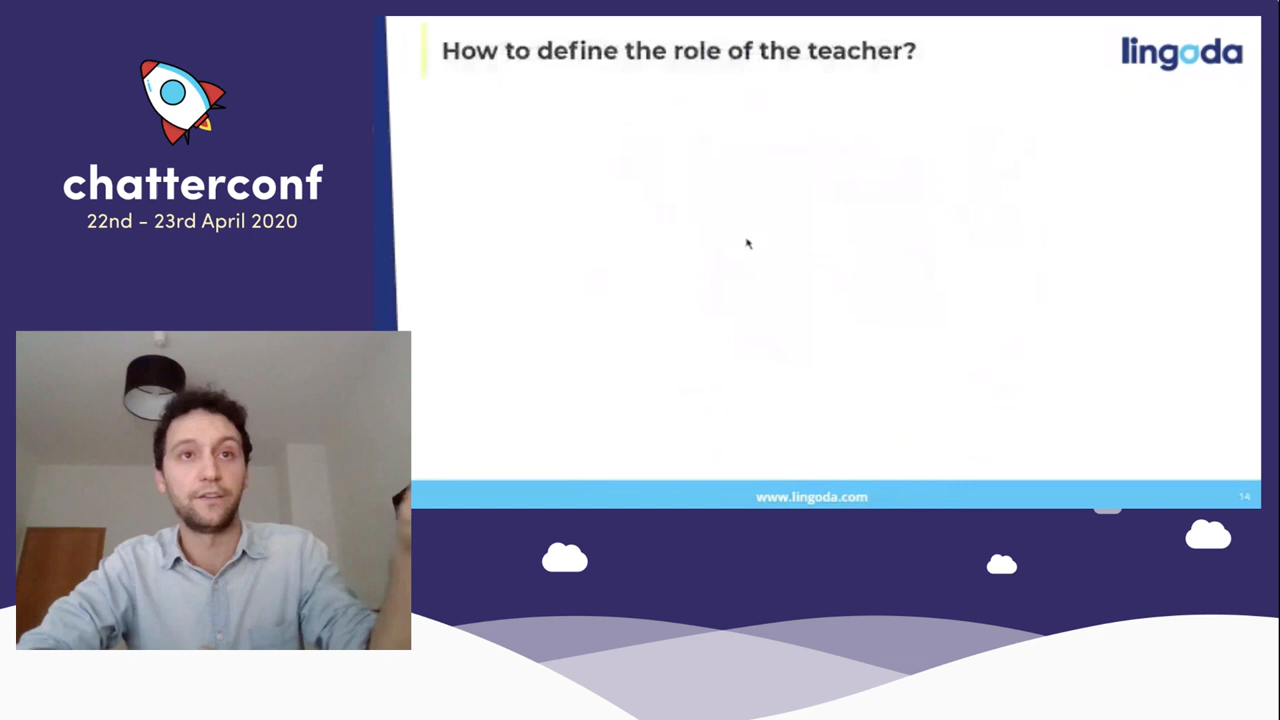 How to define the role of the teacher?
lingoda
chatterconf
22nd - 23rd April 2020
www.lingoda.com
14